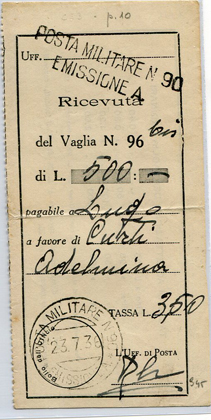 p. 10
UFF.
POSTA MILITARE N. 90
EMISSIONE A
Ricevuta
del Vaglia N. 96 bis
di L. 500 : —
pagabile a Lugo
a favore di Curti
Adelmina
TASSA L. 3,50
POSTA MILITARE N. 90
23.7.36
L'Uff. di Posta